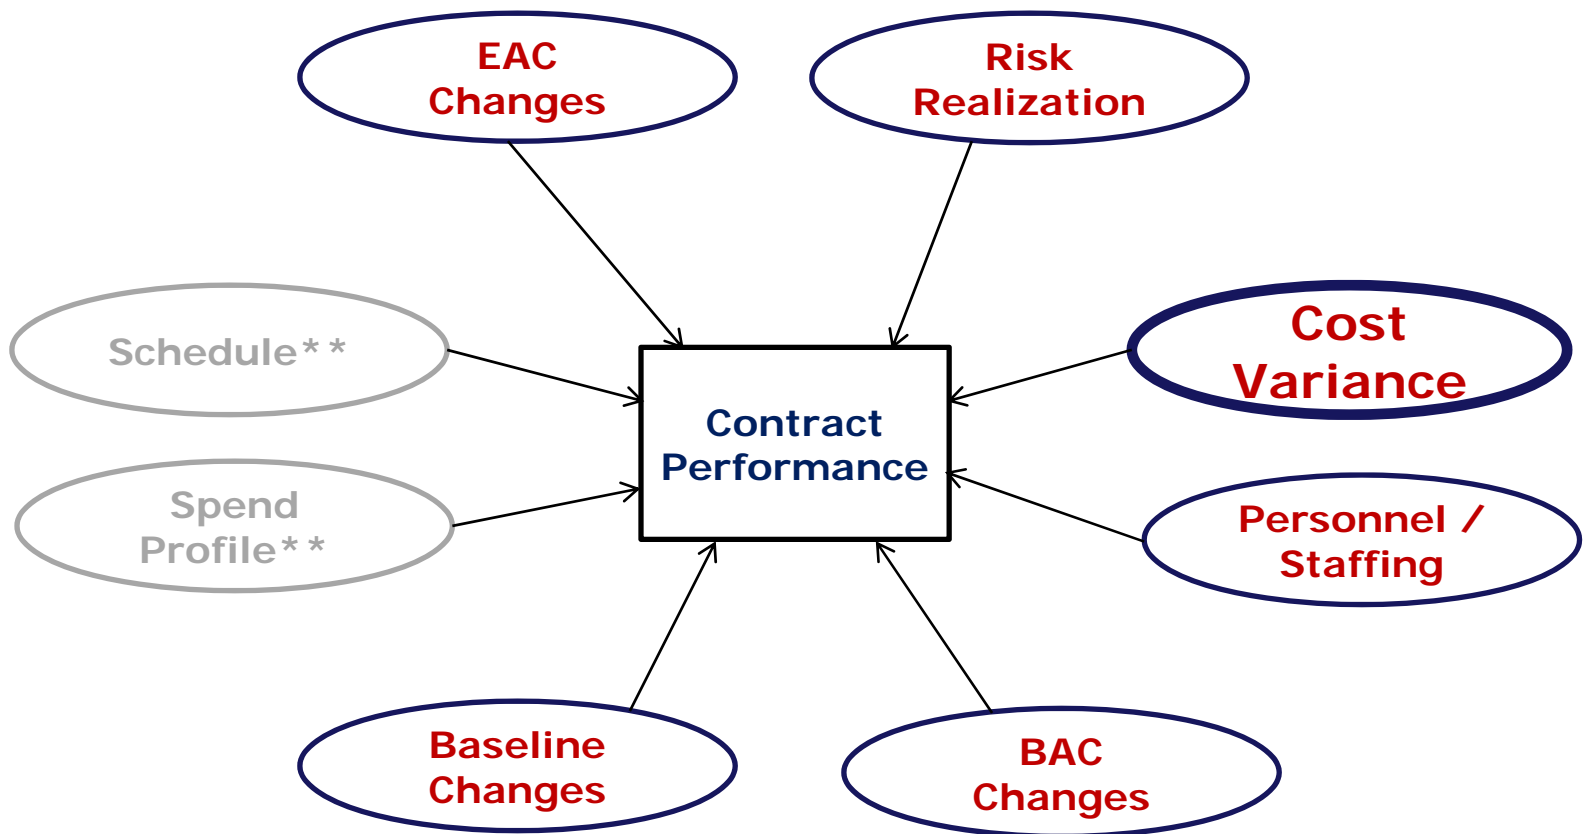 EAC
Changes
Risk
Realization
Schedule**
Cost
Variance
Contract
Performance
Spend
Profile**
Personnel /
Staffing
Baseline
Changes
BAC
Changes